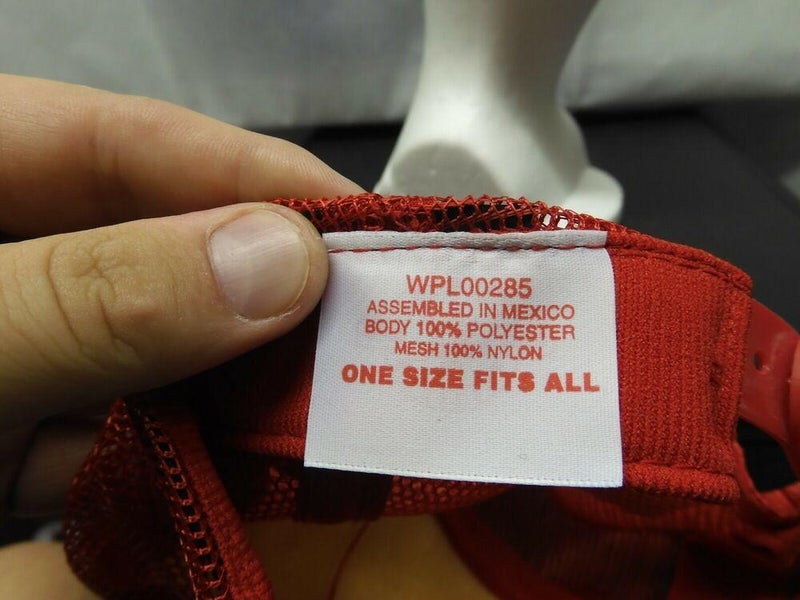 WPL00285
ASSEMBLED IN MEXICO
BODY 100% POLYESTER
MESH 100% NYLON
ONE SIZE FITS ALL